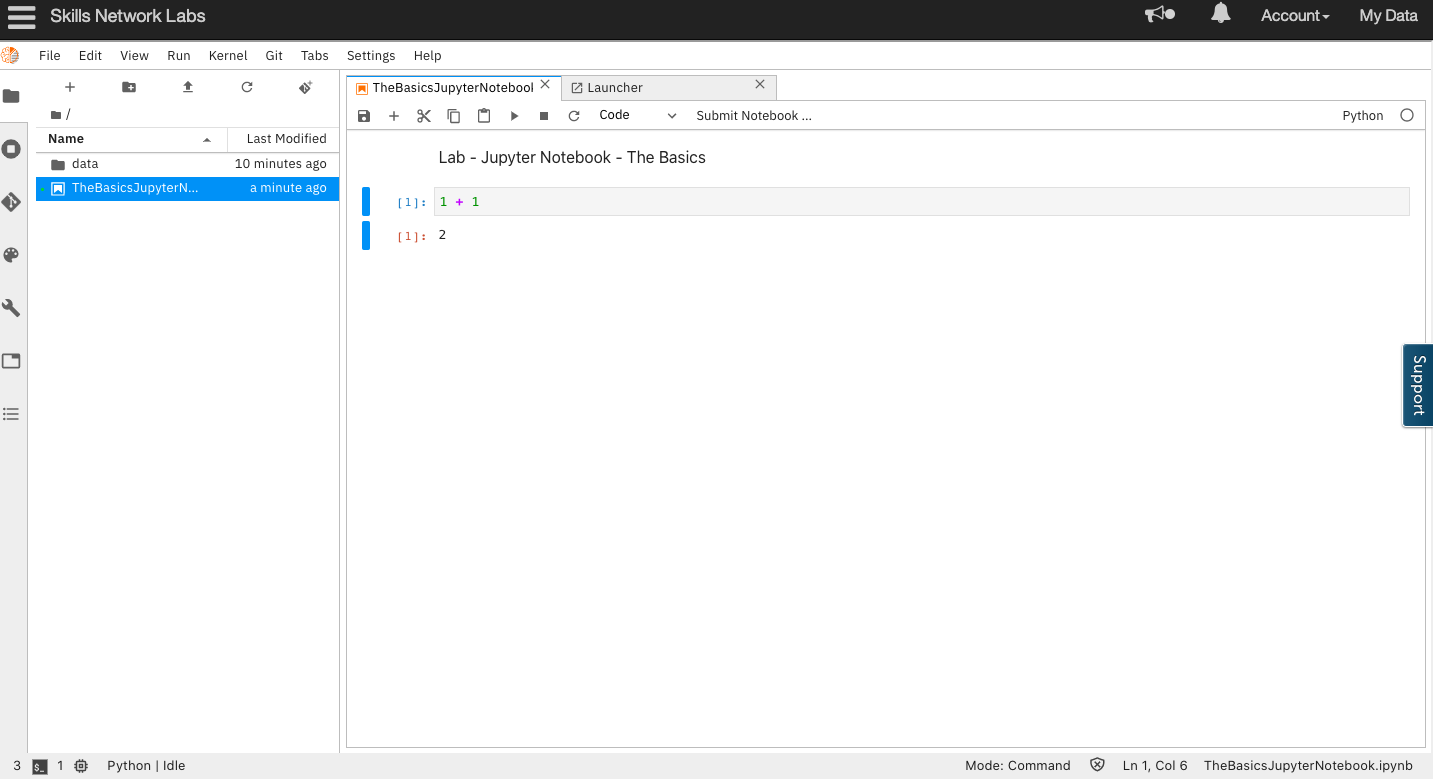 Skills Network Labs
Account
My Data
File Edit View Run Kernel Git Tabs Settings Help
TheBasicsJupyterNotebool
Launcher
/
Code
Submit Notebook ...
Python
Name
Last Modified
data 10 minutes ago
TheBasicsJupyterN... a minute ago
Lab - Jupyter Notebook - The Basics
[1]: 1 + 1
[1]: 2
Support
3 $_ 1 Python | Idle
Mode: Command
Ln 1, Col 6
TheBasicsJupyterNotebook.ipynb